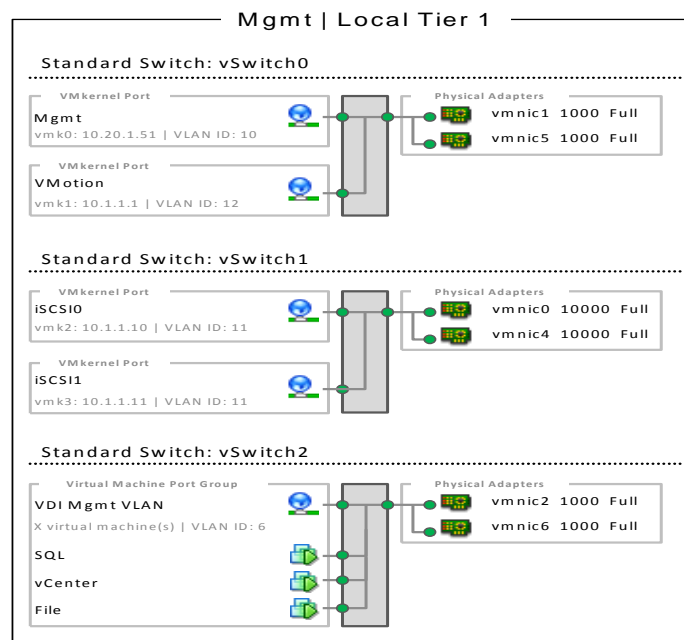 Mgmt | Local Tier 1
Standard Switch: vSwitch0
VMkernel Port
Physical Adapters
Mgmt
vmk0: 10.20.1.51 | VLAN ID: 10
vmnic1 1000 Full
vmnic5 1000 Full
VMkernel Port
VMotion
vmk1: 10.1.1.1 | VLAN ID: 12
Standard Switch: vSwitch1
VMkernel Port
Physical Adapters
iSCSI0
vmk2: 10.1.1.10 | VLAN ID: 11
vmnic0 10000 Full
vmnic4 10000 Full
VMkernel Port
iSCSI1
vmk3: 10.1.1.11 | VLAN ID: 11
Standard Switch: vSwitch2
Virtual Machine Port Group
Physical Adapters
VDI Mgmt VLAN
X virtual machine(s) | VLAN ID: 6
vmnic2 1000 Full
vmnic6 1000 Full
SQL
vCenter
File